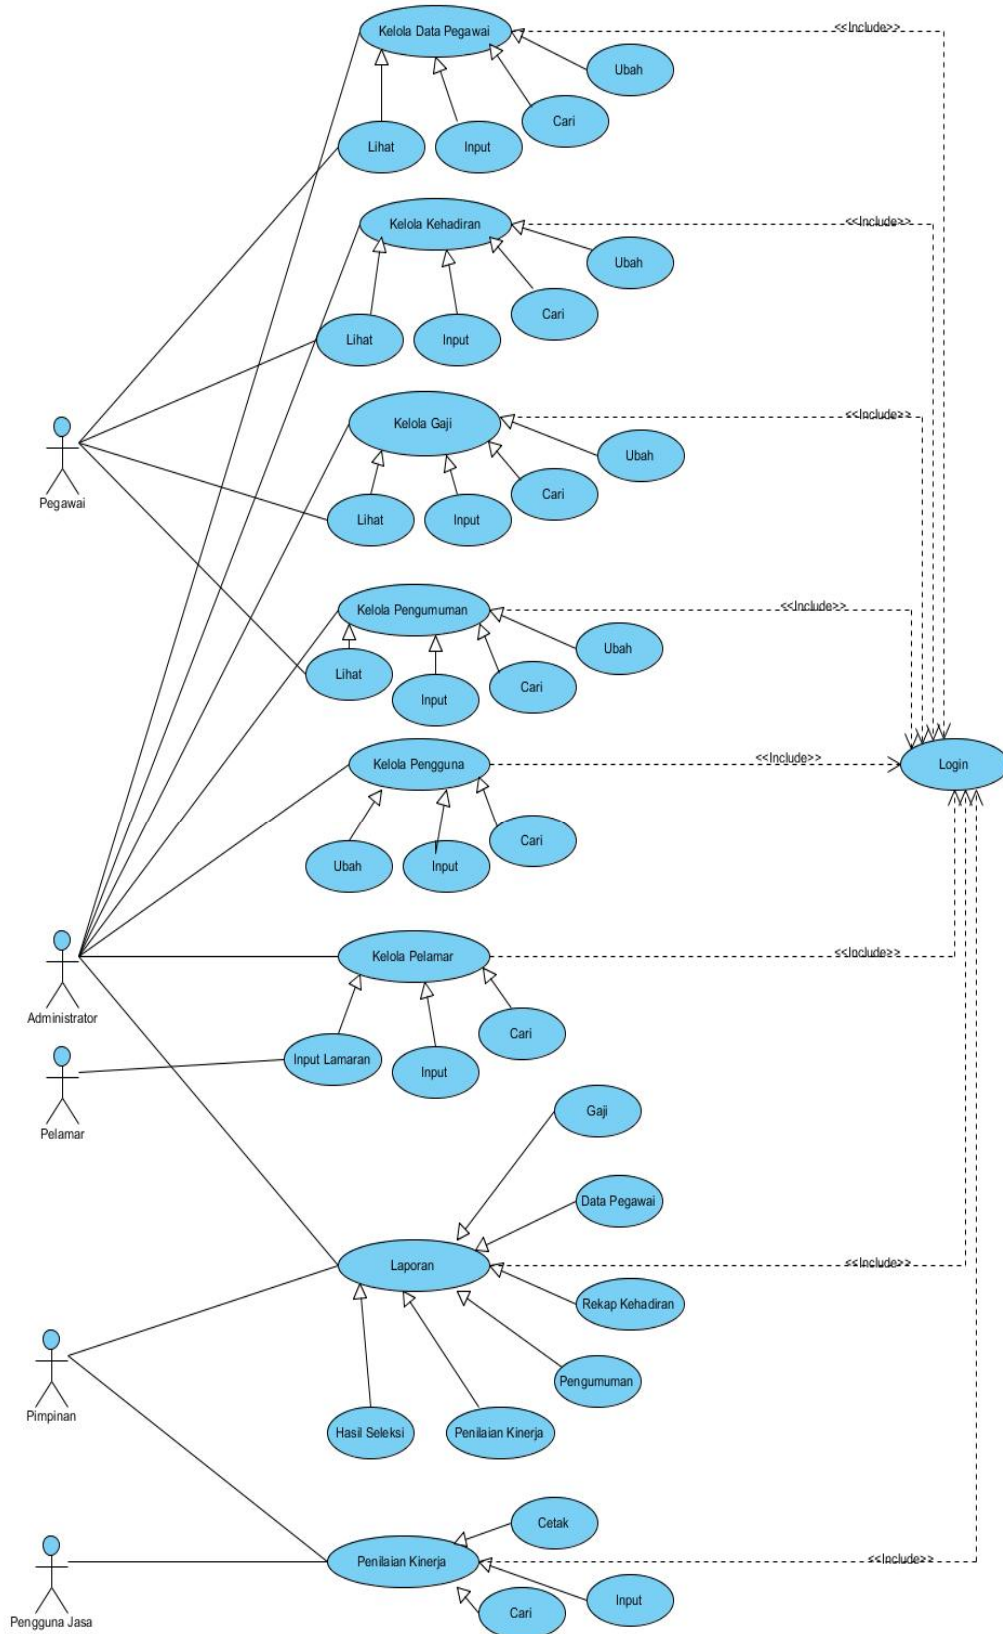 Kelola Data Pegawai
<<Include>>
Ubah
Cari
Lihat
Input
Kelola Kehadiran
<<Include>>
Ubah
Cari
Lihat
Input
Kelola Gaji
<<Include>>
Ubah
Cari
Lihat
Input
Pegawai
Kelola Pengumuman
<<Include>>
Ubah
Lihat
Cari
Input
Kelola Pengguna
<<Include>>
Login
Cari
Ubah
Input
Kelola Pelamar
<<Include>>
Administrator
Cari
Input Lamaran
Input
Pelamar
Gaji
Data Pegawai
Laporan
<<Include>>
Rekap Kehadiran
Pengumuman
Pimpinan
Hasil Seleksi
Penilaian Kinerja
Cetak
Penilaian Kinerja
<<Include>>
Input
Cari
Pengguna Jasa